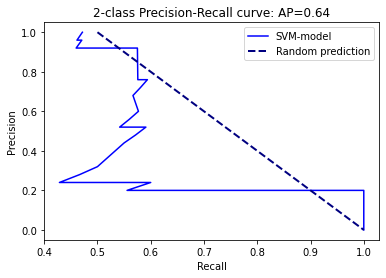 2-class Precision-Recall curve: AP=0.64
SVM-model
Random prediction
1.0
0.8
0.6
0.4
0.2
0.0
Precision
0.4 0.5 0.6 0.7 0.8 0.9 1.0
Recall